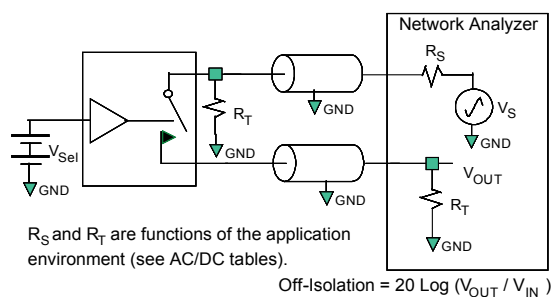 Network Analyzer
R_S
R_T
GND
V_S
GND
GND
V_Sel
GND
V_OUT
GND
R_T
GND
R_S and R_T are functions of the application
environment (see AC/DC tables).
Off-Isolation = 20 Log (V_OUT / V_IN )